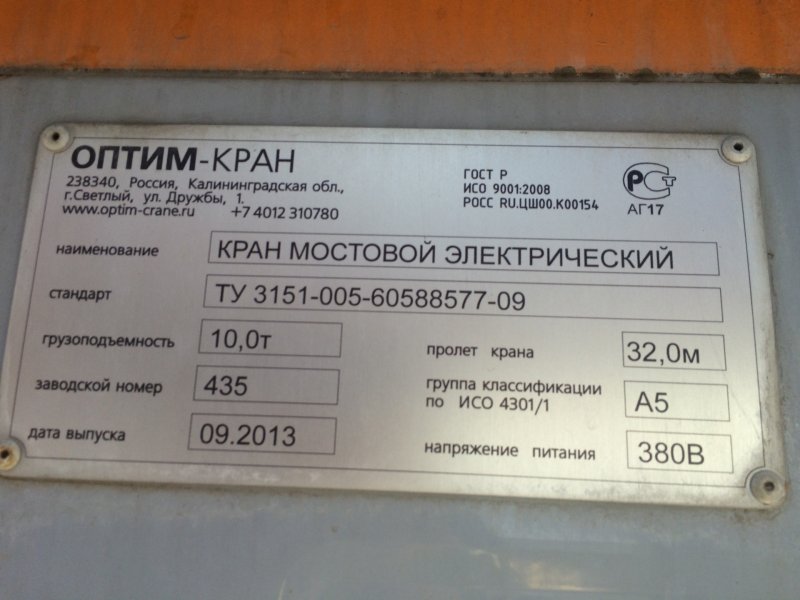 ОПТИМ-КРАН
238340, Россия, Калининградская обл.,
г.Светлый, ул. Дружбы, 1.
www.optim-crane.ru +7 4012 310780
ГОСТ Р
ИСО 9001:2008
РОСС RU.ЦШ00.К00154
РСТ
АГ17
наименование КРАН МОСТОВОЙ ЭЛЕКТРИЧЕСКИЙ
стандарт ТУ 3151-005-60588577-09
грузоподъемность 10,0т
пролет крана 32,0м
заводской номер 435
группа классификации
по ИСО 4301/1 А5
дата выпуска 09.2013
напряжение питания 380В